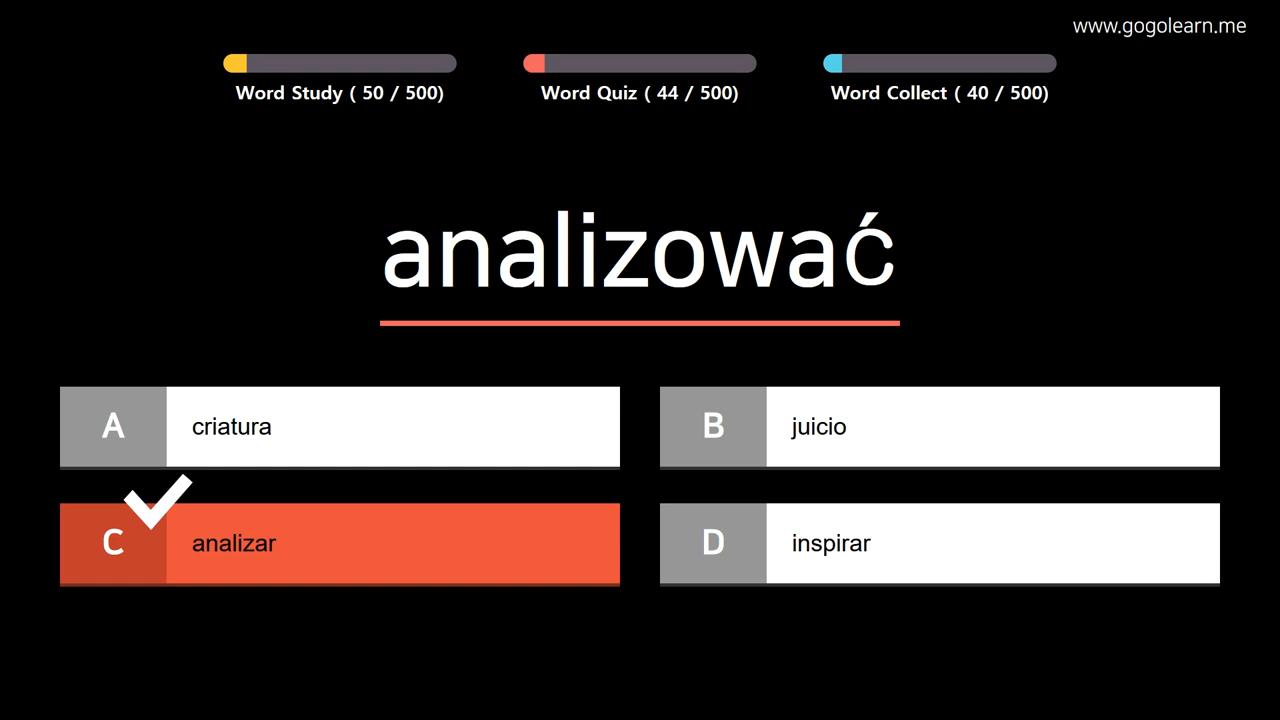 www.gogolearn.me
Word Study ( 50 / 500)
Word Quiz ( 44 / 500)
Word Collect ( 40 / 500)
analizować
A criatura
B juicio
C analizar
D inspirar